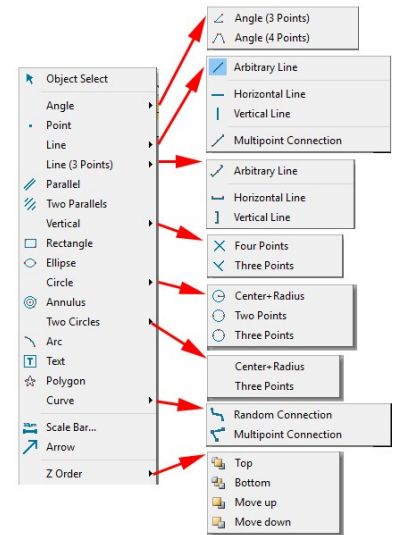 Object Select
Angle
Point
Line
Line (3 Points)
Parallel
Two Parallels
Vertical
Rectangle
Ellipse
Circle
Annulus
Two Circles
Arc
T Text
Polygon
Curve
Scale Bar...
Arrow
Z Order
Angle (3 Points)
Angle (4 Points)
Arbitrary Line
Horizontal Line
Vertical Line
Multipoint Connection
Arbitrary Line
Horizontal Line
Vertical Line
Four Points
Three Points
Center+Radius
Two Points
Three Points
Center+Radius
Three Points
Random Connection
Multipoint Connection
Top
Bottom
Move up
Move down